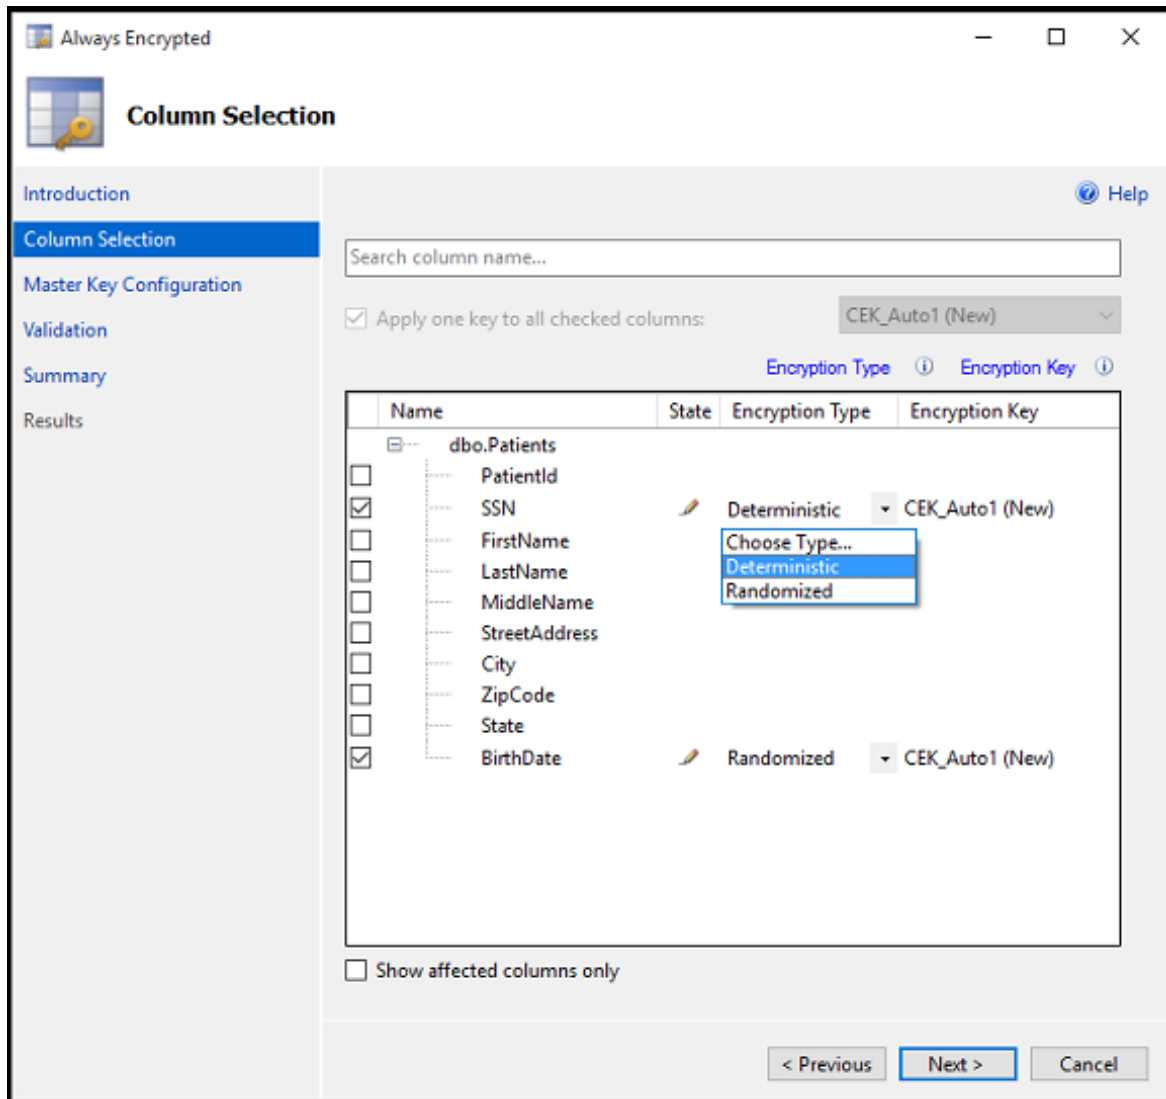 Always Encrypted
Column Selection
Introduction
Column Selection
Master Key Configuration
Validation
Summary
Results
Help
Search column name...
Apply one key to all checked columns: CEK_Auto1 (New)
Encryption Type Encryption Key
Name State Encryption Type Encryption Key
dbo.Patients
PatientId
SSN Deterministic CEK_Auto1 (New)
FirstName Choose Type...
LastName Deterministic
MiddleName Randomized
StreetAddress
City
ZipCode
State
BirthDate Randomized CEK_Auto1 (New)
Show affected columns only
< Previous Next > Cancel